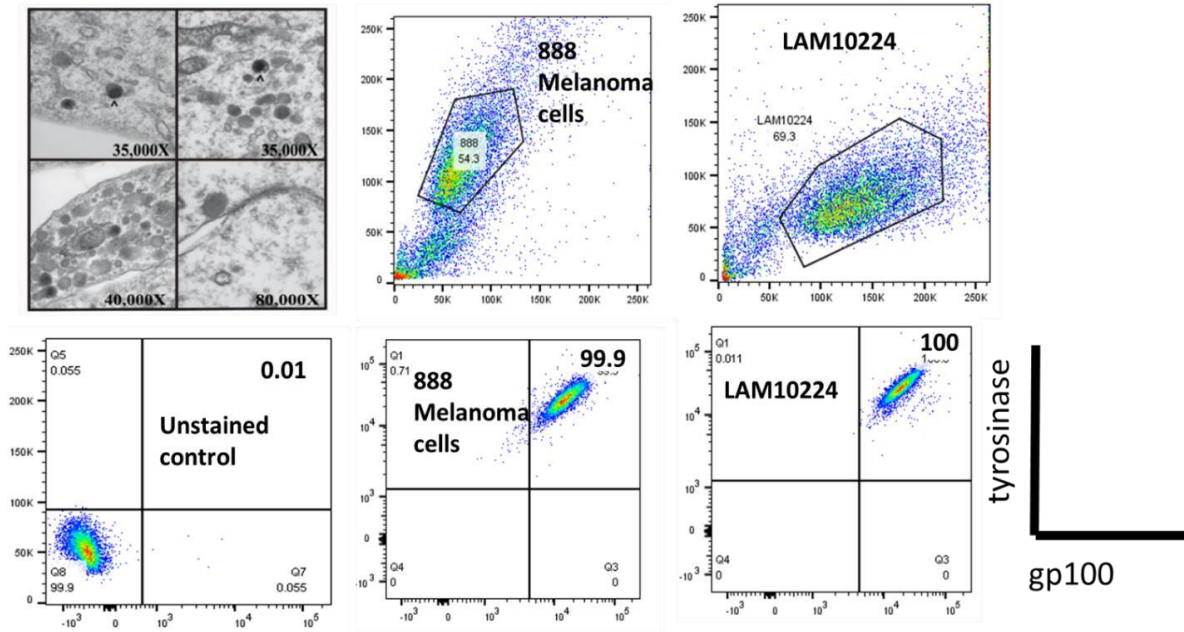 35,000X
35,000X
40,000X
80,000X
888
Melanoma
cells
250K
200K
150K
100K
50K
0
888
54.3
0
50K
100K
150K
200K
250K
LAM10224
250K
200K
150K
100K
50K
0
LAM10224
69.3
0
50K
100K
150K
200K
250K
250K
200K
150K
100K
50K
0
Q5
0.055
0.01
Unstained
control
Q8
99.9
Q7
0.055
-10³
0
10³
10⁴
10⁵
10⁵
10⁴
10³
0
-10³
Q1
0.71
99.9
888
Melanoma
cells
Q4
0
Q3
0
-10³
0
10³
10⁴
10⁵
10⁵
10⁴
10³
0
-10³
Q1
0.011
100
LAM10224
Q4
0
Q3
0
-10³
0
10³
10⁴
10⁵
tyrosinase
gp100